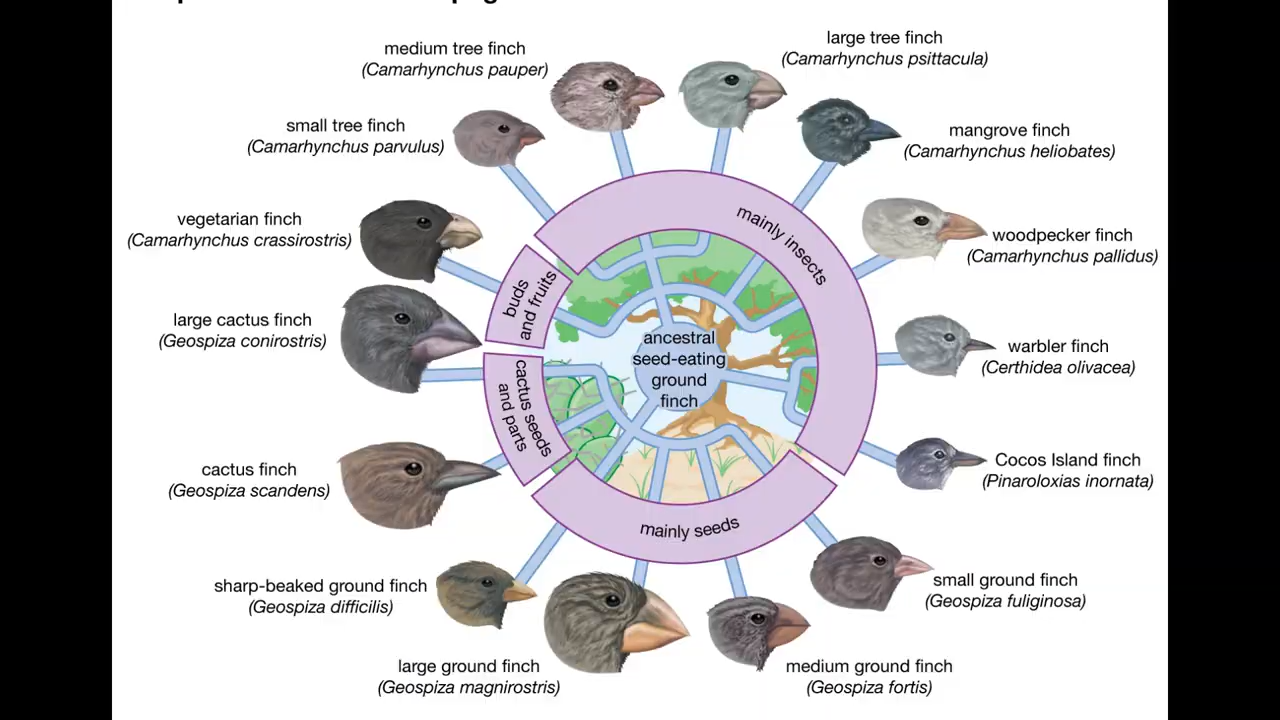 medium tree finch
(Camarhynchus pauper)
large tree finch
(Camarhynchus psittacula)
small tree finch
(Camarhynchus parvulus)
mangrove finch
(Camarhynchus heliobates)
vegetarian finch
(Camarhynchus crassirostris)
woodpecker finch
(Camarhynchus pallidus)
large cactus finch
(Geospiza conirostris)
warbler finch
(Certhidea olivacea)
cactus finch
(Geospiza scandens)
Cocos Island finch
(Pinaroloxias inornata)
sharp-beaked ground finch
(Geospiza difficilis)
small ground finch
(Geospiza fuliginosa)
large ground finch
(Geospiza magnirostris)
medium ground finch
(Geospiza fortis)
mainly insects
buds
and fruits
cactus seeds
and parts
mainly seeds
ancestral
seed-eating
ground
finch